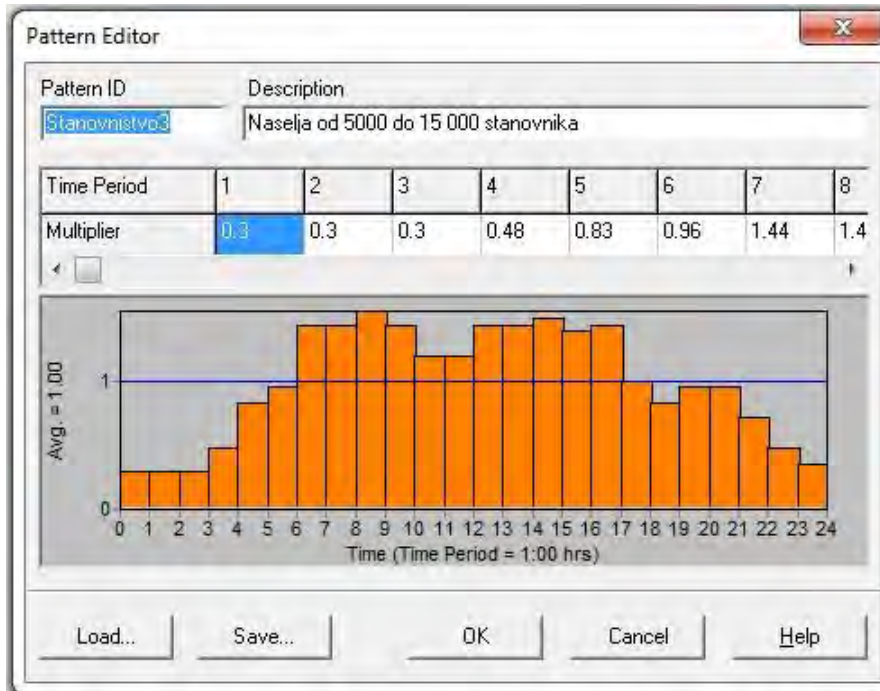 Pattern Editor
x
Pattern ID Description
Stanovnistvo3 Naselja od 5000 do 15 000 stanovnika
Time Period 1 2 3 4 5 6 7 8
Multiplier 0.3 0.3 0.3 0.48 0.83 0.96 1.44 1.4
Avg. = 1.00
1
0
0 1 2 3 4 5 6 7 8 9 10 11 12 13 14 15 16 17 18 19 20 21 22 23 24
Time (Time Period = 1:00 hrs)
Load... Save... OK Cancel Help